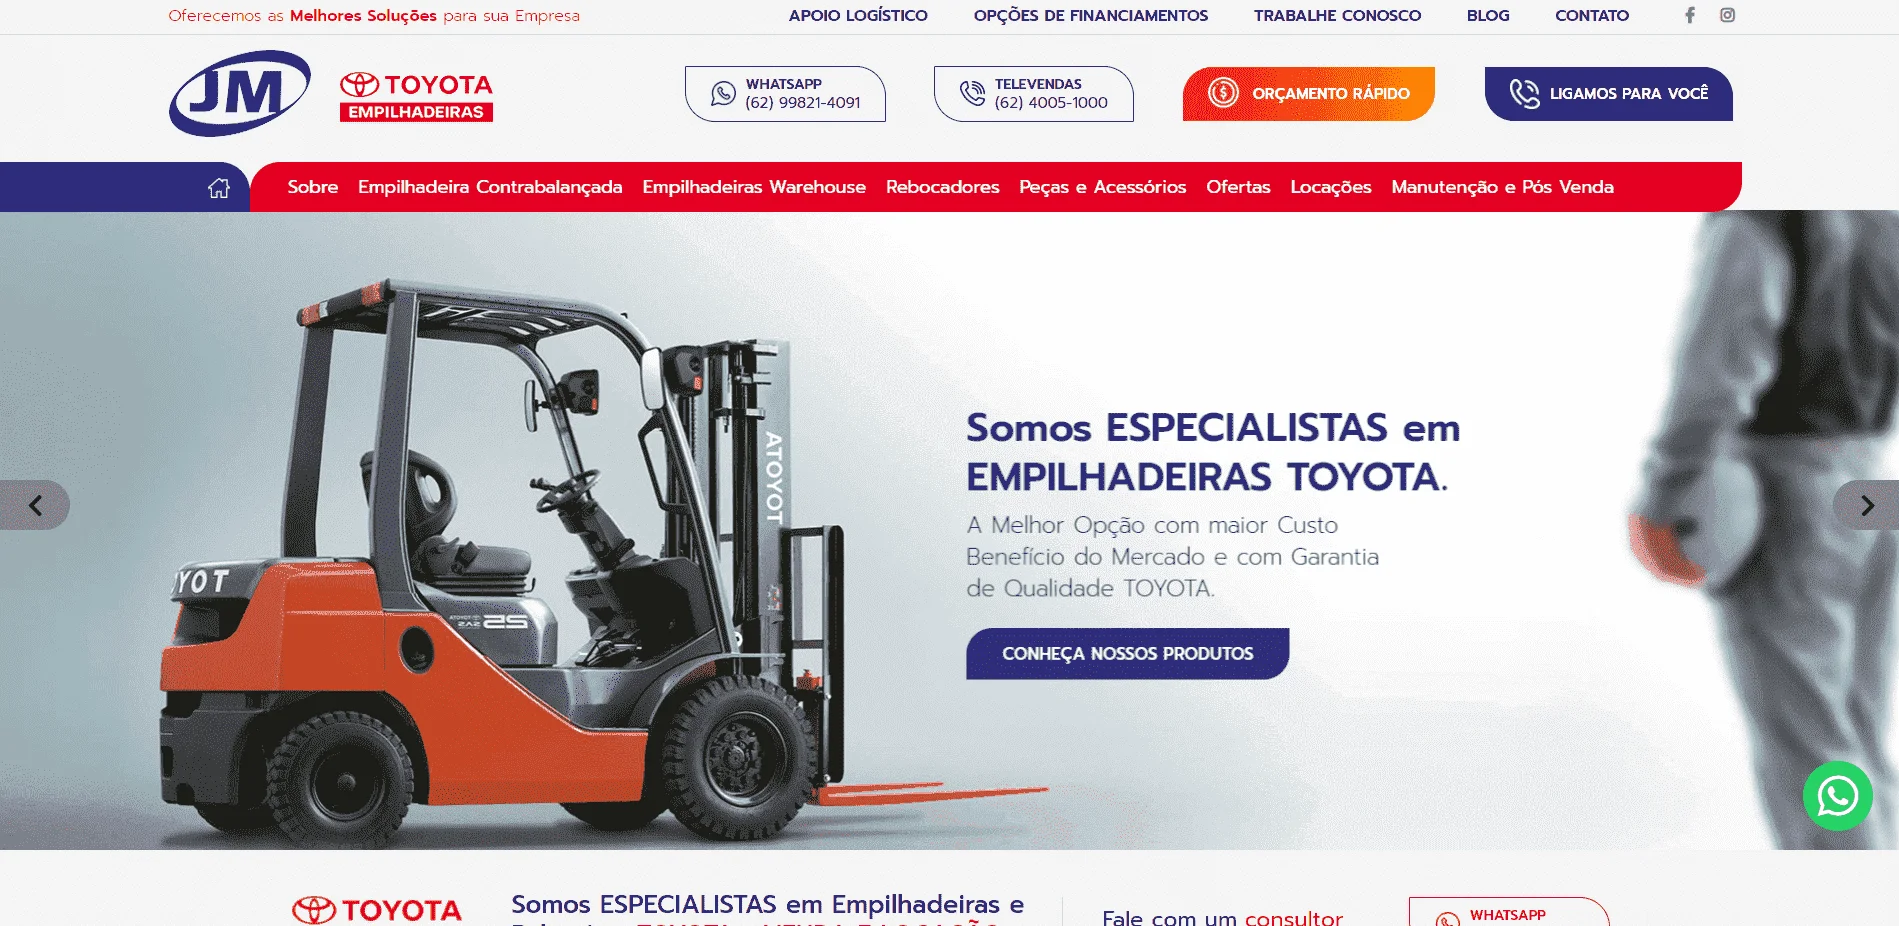 Oferecemos as Melhores Soluções para sua Empresa
APOIO LOGÍSTICO
OPÇÕES DE FINANCIAMENTOS
TRABALHE CONOSCO
BLOG
CONTATO
JM
TOYOTA
EMPILHADEIRAS
WHATSAPP
(62) 99821-4091
TELEVENDAS
(62) 4005-1000
ORÇAMENTO RÁPIDO
LIGAMOS PARA VOCÊ
Sobre
Empilhadeira Contrabalançada
Empilhadeiras Warehouse
Rebocadores
Peças e Acessórios
Ofertas
Locações
Manutenção e Pós Venda
ATOYOT
YOT
25
Somos ESPECIALISTAS em
EMPILHADEIRAS TOYOTA.
A Melhor Opção com maior Custo
Benefício do Mercado e com Garantia
de Qualidade TOYOTA.
CONHEÇA NOSSOS PRODUTOS
TOYOTA
Somos ESPECIALISTAS em Empilhadeiras e
Fale com um consultor
WHATSAPP